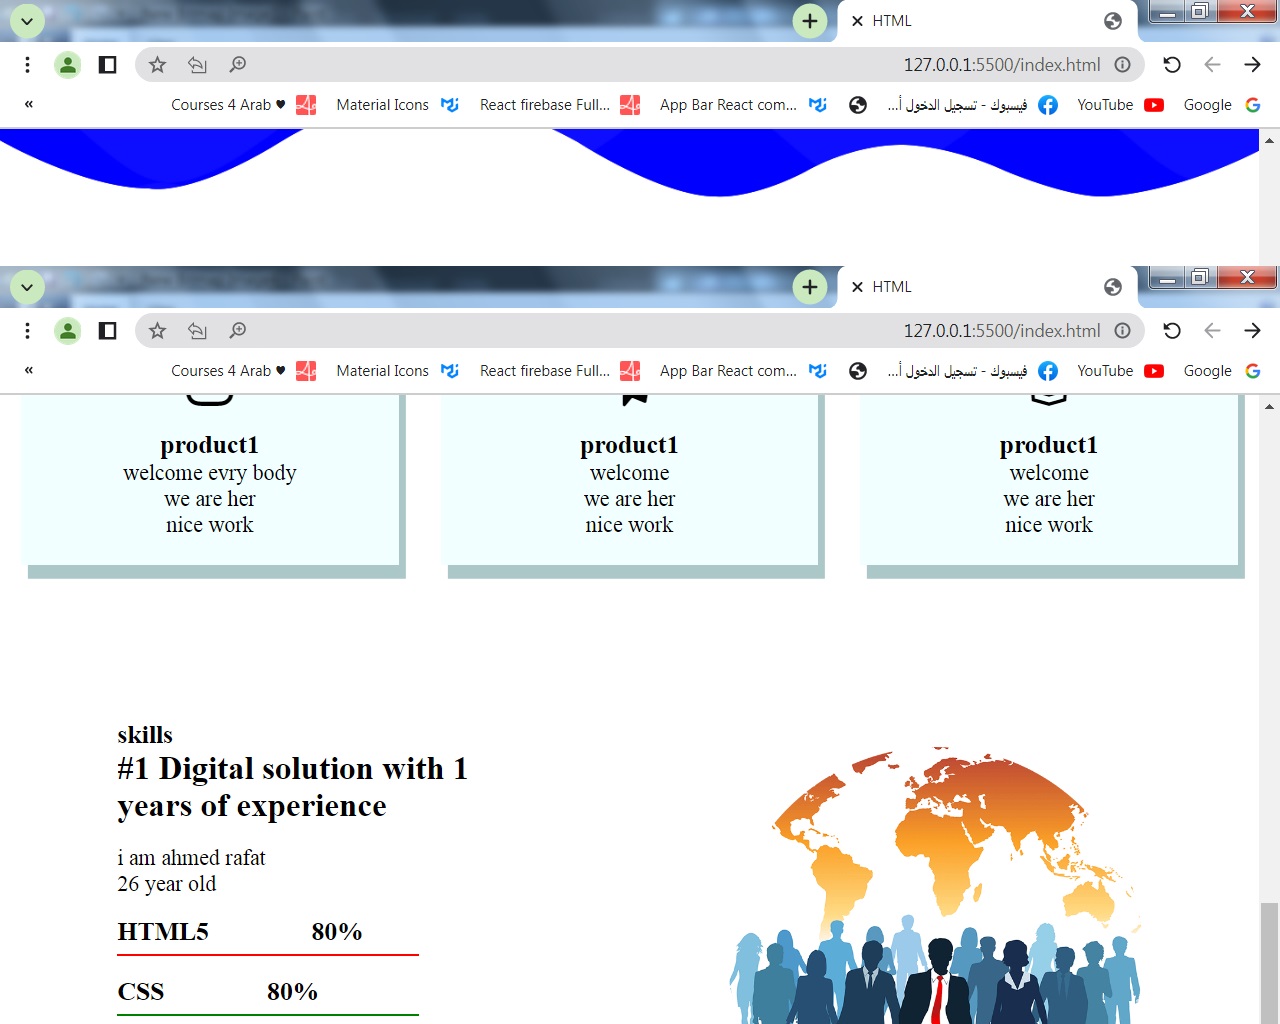 HTML
127.0.0.1:5500/index.html
« Courses 4 Arab ♥ Material Icons React firebase Full... App Bar React com... فيسبوك - تسجيل الدخول أ... YouTube Google
HTML
127.0.0.1:5500/index.html
« Courses 4 Arab ♥ Material Icons React firebase Full... App Bar React com... فيسبوك - تسجيل الدخول أ... YouTube Google
product1
welcome evry body
we are her
nice work
product1
welcome
we are her
nice work
product1
welcome
we are her
nice work
skills
#1 Digital solution with 1
years of experience
i am ahmed rafat
26 year old
HTML5 80%
CSS 80%